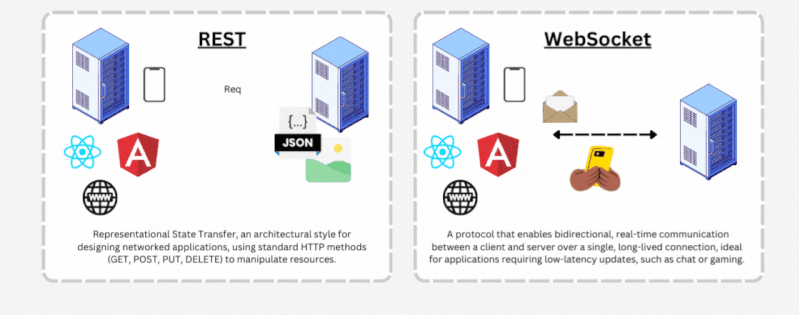 REST
Req
{...}
JSON
A
WWW
Representational State Transfer, an architectural style for
designing networked applications, using standard HTTP methods
(GET, POST, PUT, DELETE) to manipulate resources.
WebSocket
A
WWW
A protocol that enables bidirectional, real-time communication
between a client and server over a single, long-lived connection, ideal
for applications requiring low-latency updates, such as chat or gaming.